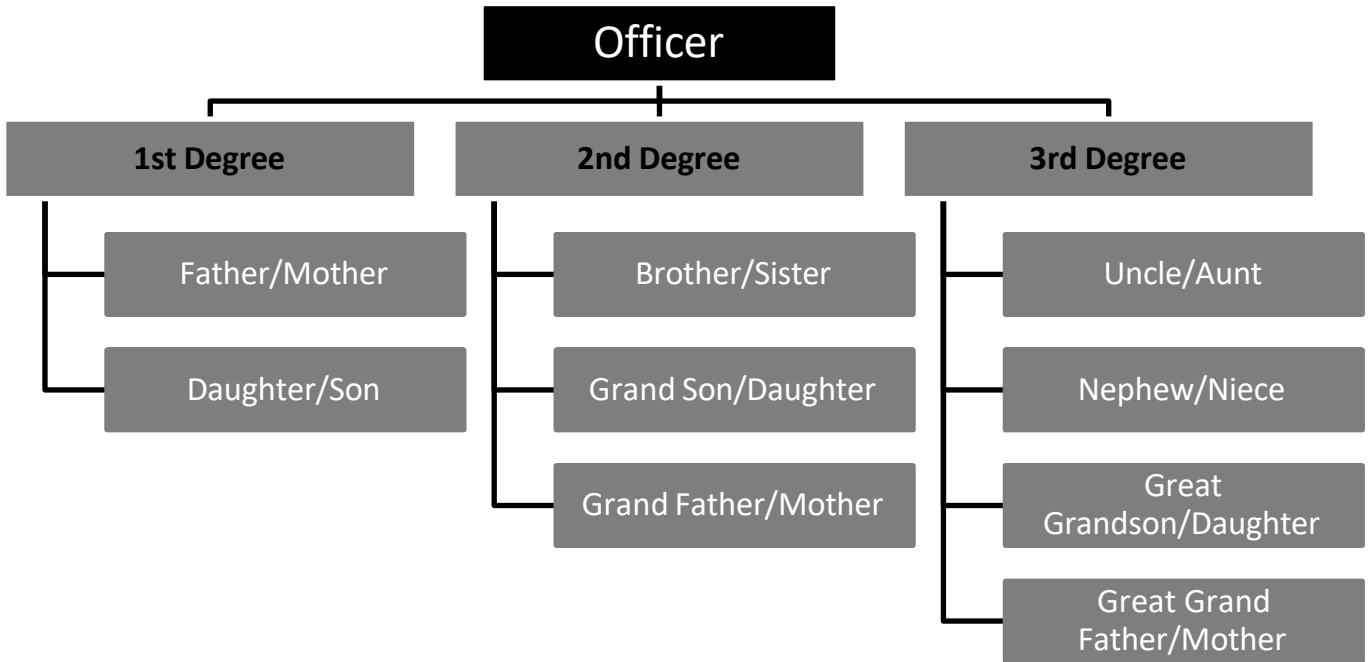 Officer
1st Degree
2nd Degree
3rd Degree
Father/Mother
Daughter/Son
Brother/Sister
Grand Son/Daughter
Grand Father/Mother
Uncle/Aunt
Nephew/Niece
Great
Grandson/Daughter
Great Grand
Father/Mother